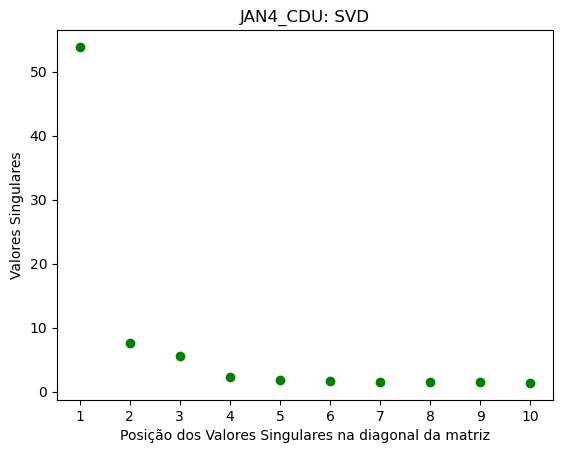 JAN4_CDU: SVD
Valores Singulares
50
40
30
20
10
0
1 2 3 4 5 6 7 8 9 10
Posição dos Valores Singulares na diagonal da matriz